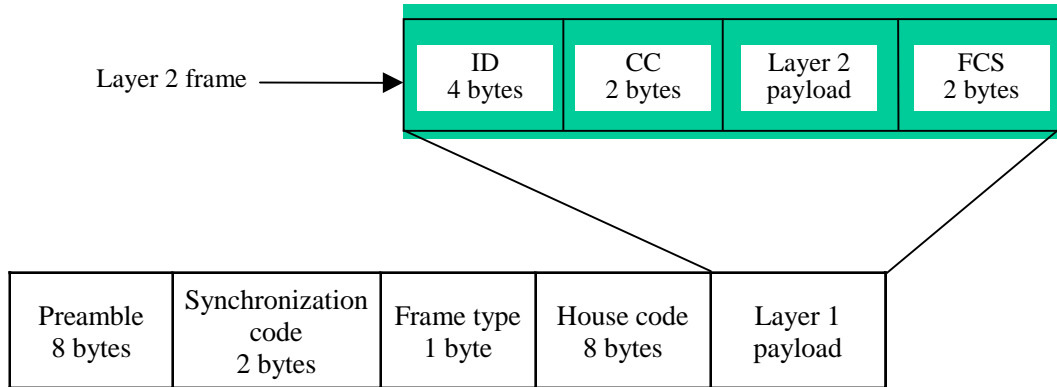 Layer 2 frame
ID
4 bytes
CC
2 bytes
Layer 2
payload
FCS
2 bytes
Preamble
8 bytes
Synchronization
code
2 bytes
Frame type
1 byte
House code
8 bytes
Layer 1
payload